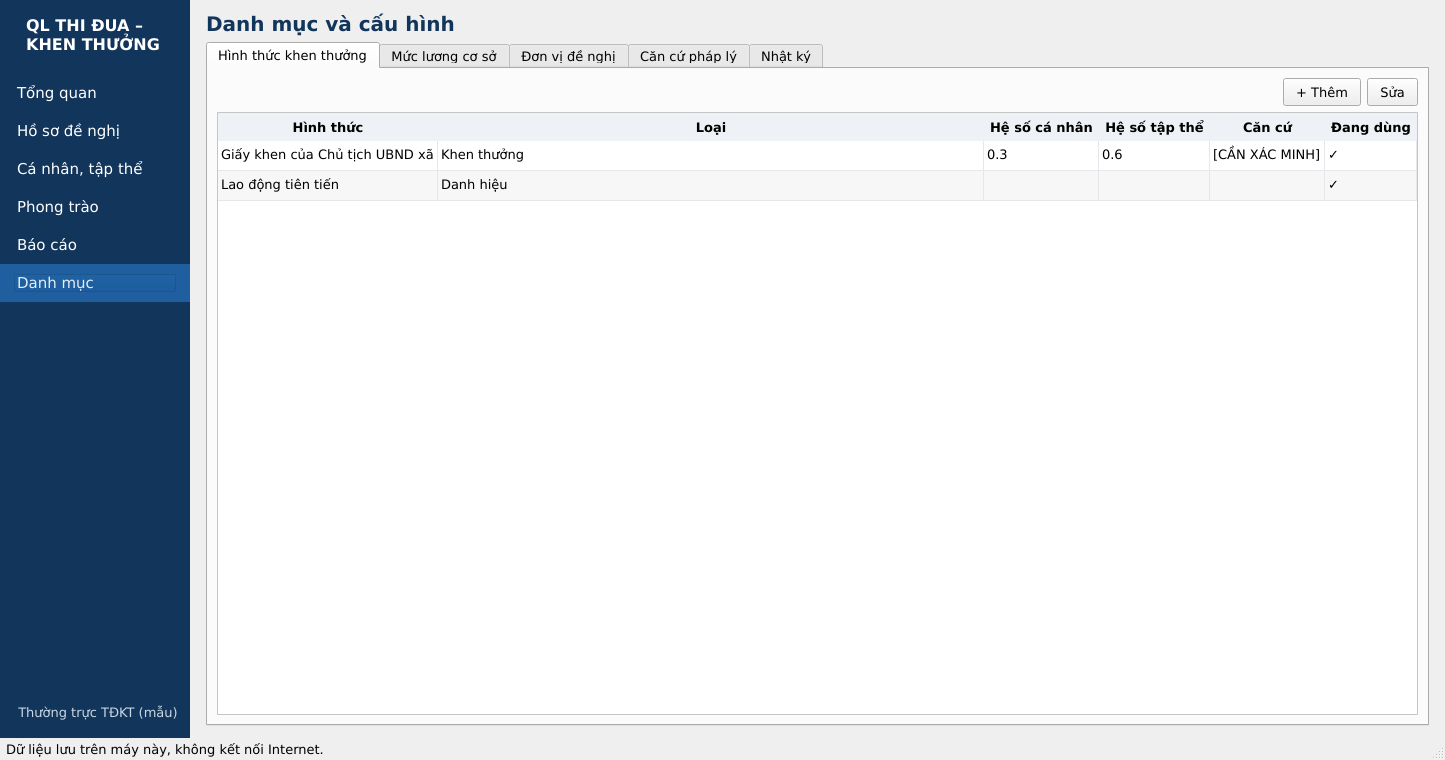 QL THI ĐUA –
KHEN THƯỞNG
Tổng quan
Hồ sơ đề nghị
Cá nhân, tập thể
Phong trào
Báo cáo
Danh mục
Thường trực TĐKT (mẫu)
Danh mục và cấu hình
Hình thức khen thưởng Mức lương cơ sở Đơn vị đề nghị Căn cứ pháp lý Nhật ký
+ Thêm Sửa
Hình thức Loại Hệ số cá nhân Hệ số tập thể Căn cứ Đang dùng
Giấy khen của Chủ tịch UBND xã Khen thưởng 0.3 0.6 [CẦN XÁC MINH] ✓
Lao động tiên tiến Danh hiệu ✓
Dữ liệu lưu trên máy này, không kết nối Internet.